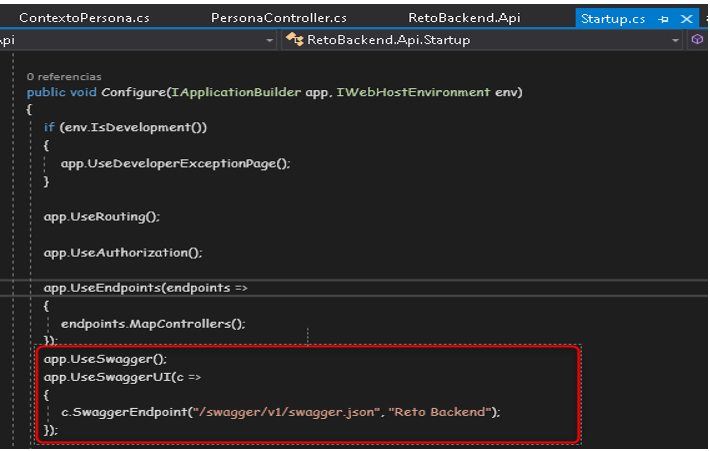 ContextoPersona.cs PersonaController.cs RetoBackend.Api Startup.cs
Api RetoBackend.Api.Startup
0 referencias
public void Configure(IApplicationBuilder app, IWebHostEnvironment env)
{
if (env.IsDevelopment())
{
app.UseDeveloperExceptionPage();
}
app.UseRouting();
app.UseAuthorization();
app.UseEndpoints(endpoints =>
{
endpoints.MapControllers();
});
app.UseSwagger();
app.UseSwaggerUI(c =>
{
c.SwaggerEndpoint("/swagger/v1/swagger.json", "Reto Backend");
});